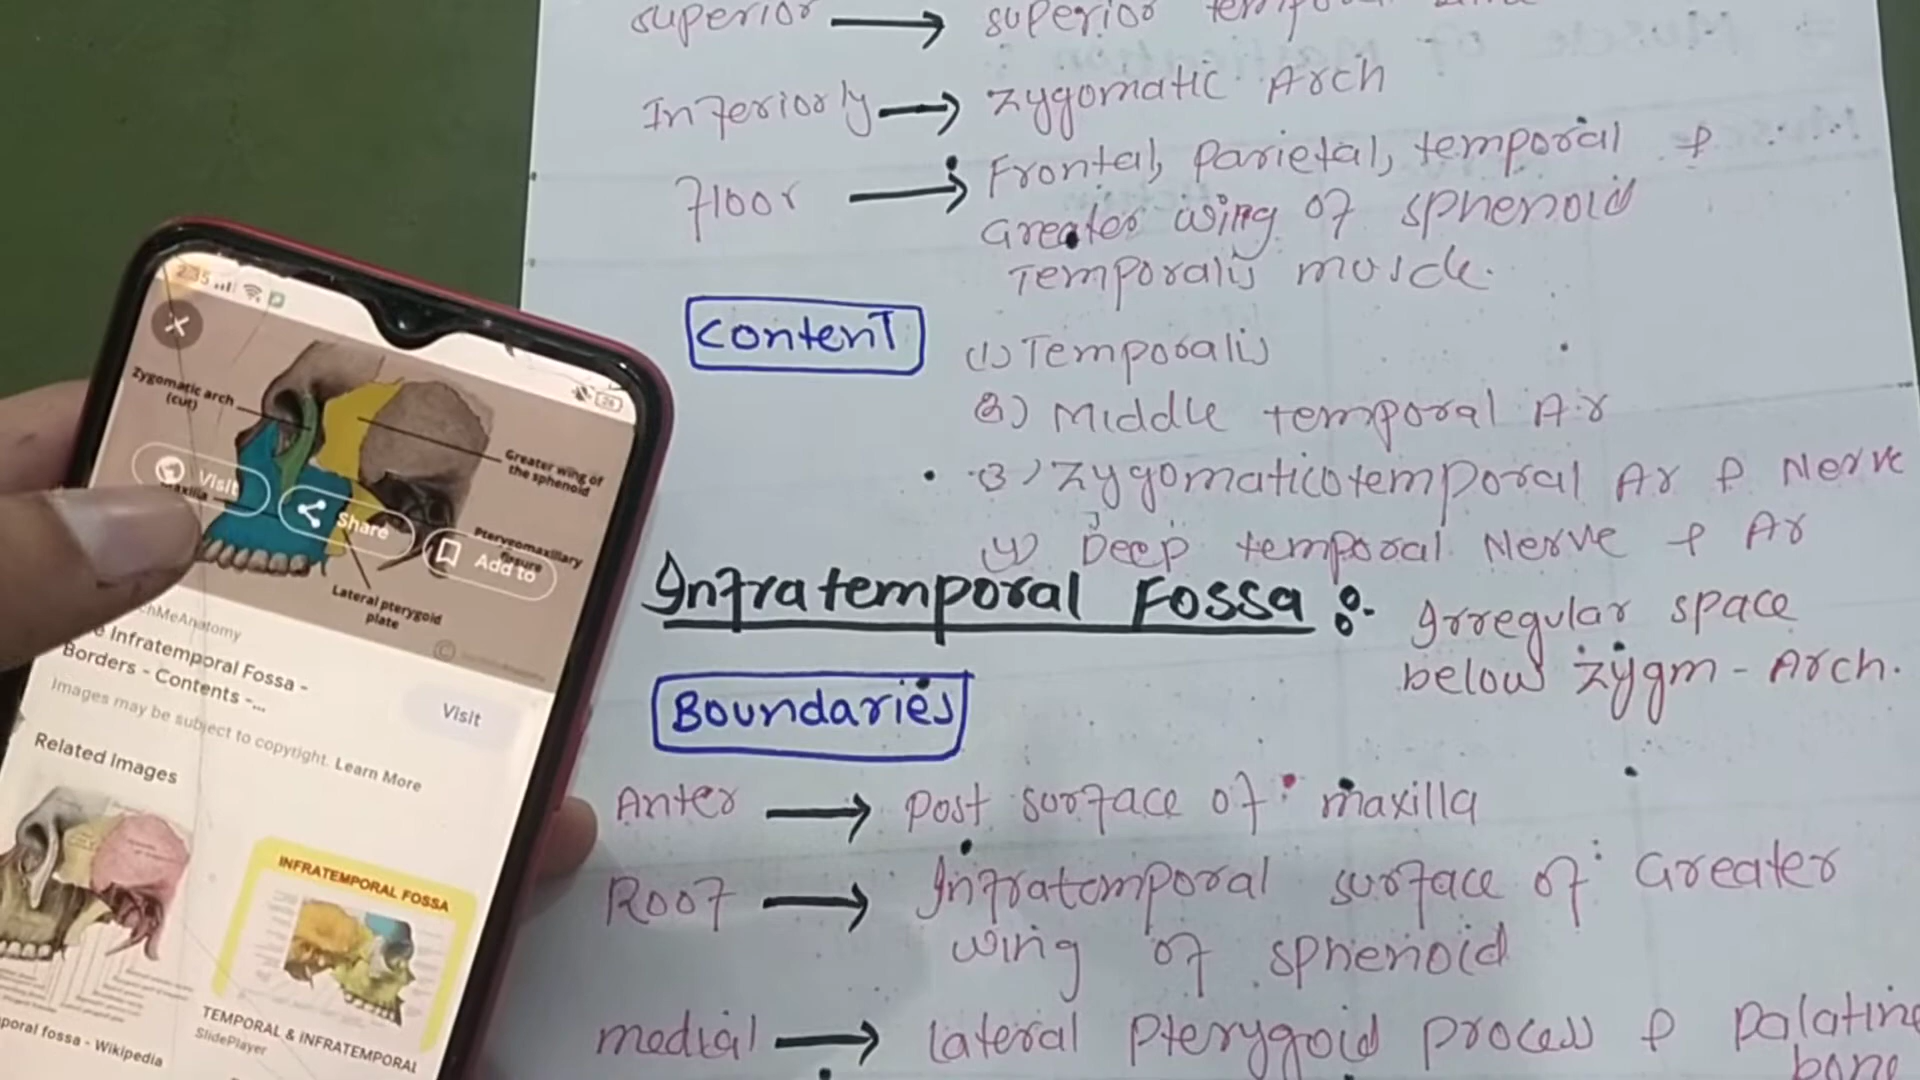 superior → superior
Inferiorly → Zygomatic Arch
Floor → Frontal, Parietal, temporal &
Greater wing of sphenoid
Temporalis muscle.
Content
(1) Temporalis
2) Middle temporal Ar
3) Zygomaticotemporal Ar & Nerve
4) Deep temporal Nerve & Ar
Infratemporal Fossa :- Irregular space
below Zygm - Arch.
Boundaries
Anter → Post surface of maxilla
Roof → Infratemporal surface of Greater
wing of sphenoid
medial → Lateral Pterygoid Process & Palatine
bone
2:35
26
Zygomatic arch
(cut)
Greater wing of
the sphenoid
Visit
Share
Pterygomaxillary
fissure
Add to
Lateral pterygoid
plate
chMeAnatomy
Infratemporal Fossa -
Borders - Contents -...
Visit
Images may be subject to copyright. Learn More
Related Images
INFRATEMPORAL FOSSA
TEMPORAL & INFRATEMPORAL
SlidePlayer
poral fossa - Wikipedia